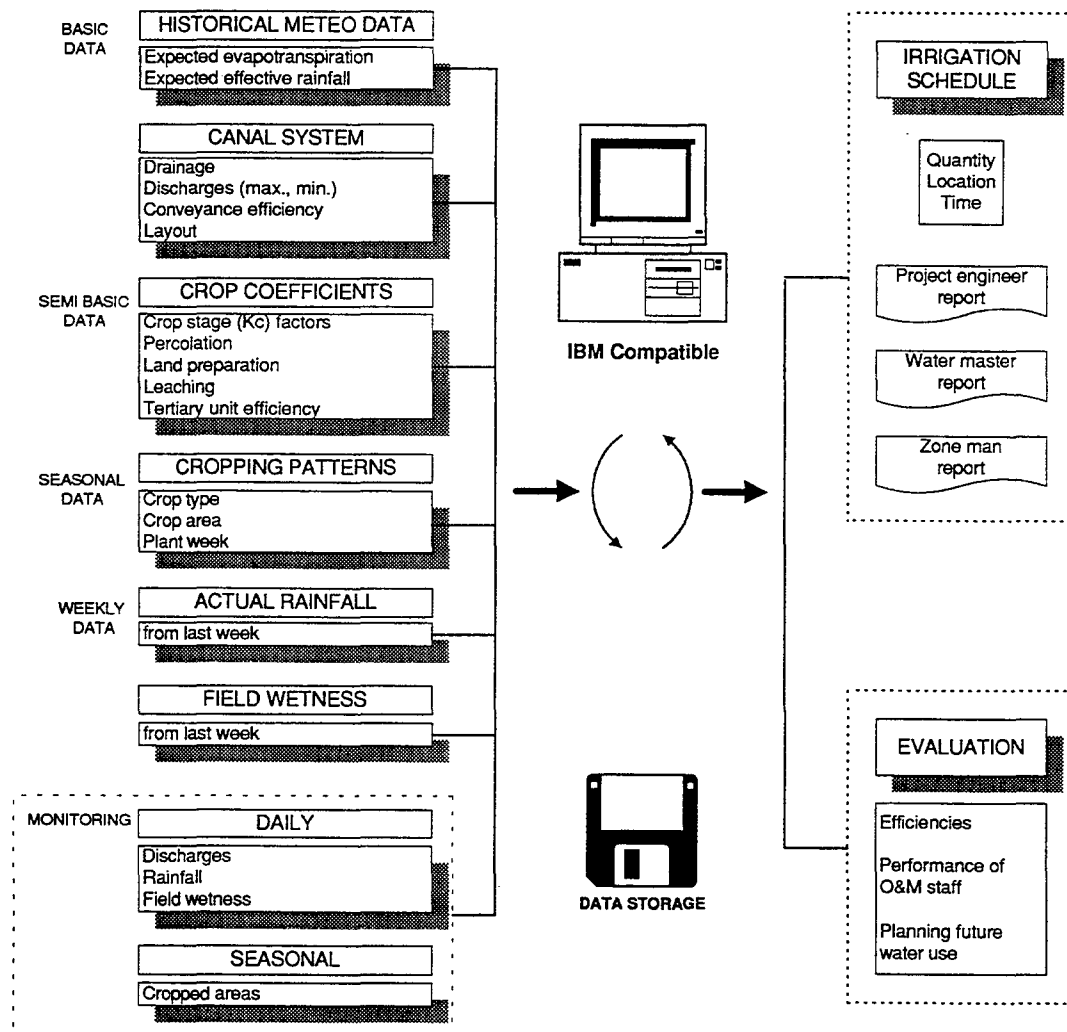 BASIC
DATA
HISTORICAL METEO DATA
Expected evapotranspiration
Expected effective rainfall
CANAL SYSTEM
Drainage
Discharges (max., min.)
Conveyance efficiency
Layout
SEMI BASIC
DATA
CROP COEFFICIENTS
Crop stage (Kc) factors
Percolation
Land preparation
Leaching
Tertiary unit efficiency
SEASONAL
DATA
CROPPING PATTERNS
Crop type
Crop area
Plant week
WEEKLY
DATA
ACTUAL RAINFALL
from last week
FIELD WETNESS
from last week
MONITORING
DAILY
Discharges
Rainfall
Field wetness
SEASONAL
Cropped areas
IBM Compatible
DATA STORAGE
IRRIGATION
SCHEDULE
Quantity
Location
Time
Project engineer
report
Water master
report
Zone man
report
EVALUATION
Efficiencies
Performance of
O&M staff
Planning future
water use